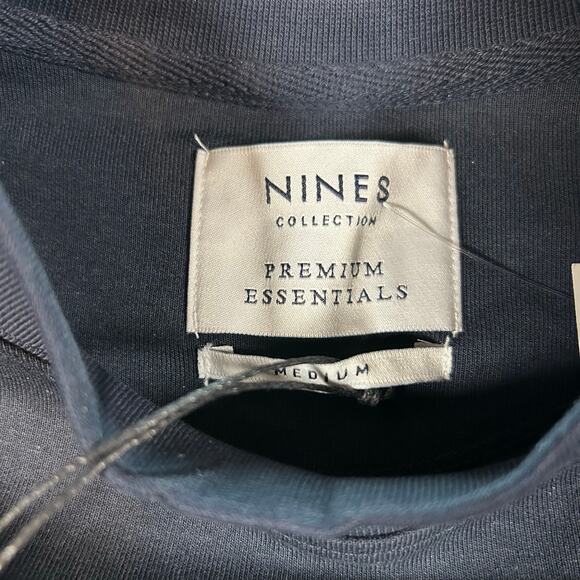 NINES
COLLECTION
PREMIUM
ESSENTIALS
MEDIUM